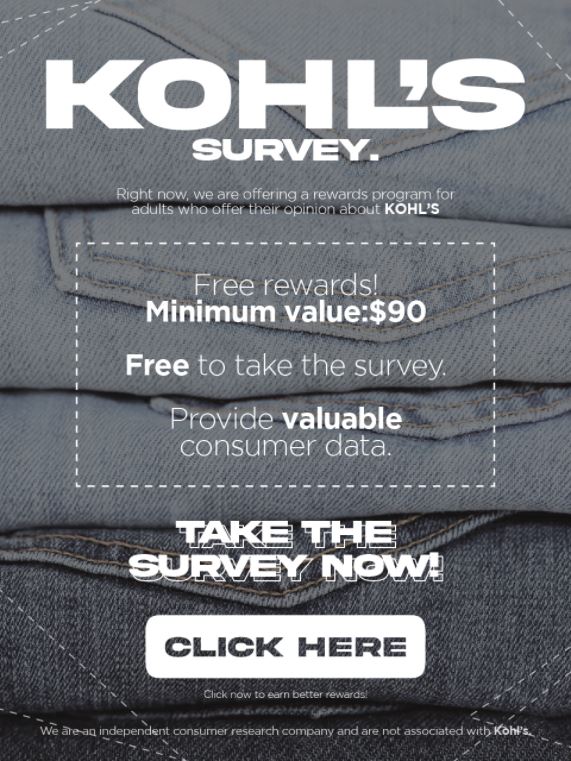 KOHL'S
SURVEY.
Right now, we are offering a rewards program for
adults who offer their opinion about KOHL'S
Free rewards!
Minimum value:$90
Free to take the survey.
Provide valuable
consumer data.
TAKE THE
SURVEY NOW!
CLICK HERE
Click now to earn better rewards!
We are an independent consumer research company and are not associated with Kohl's.